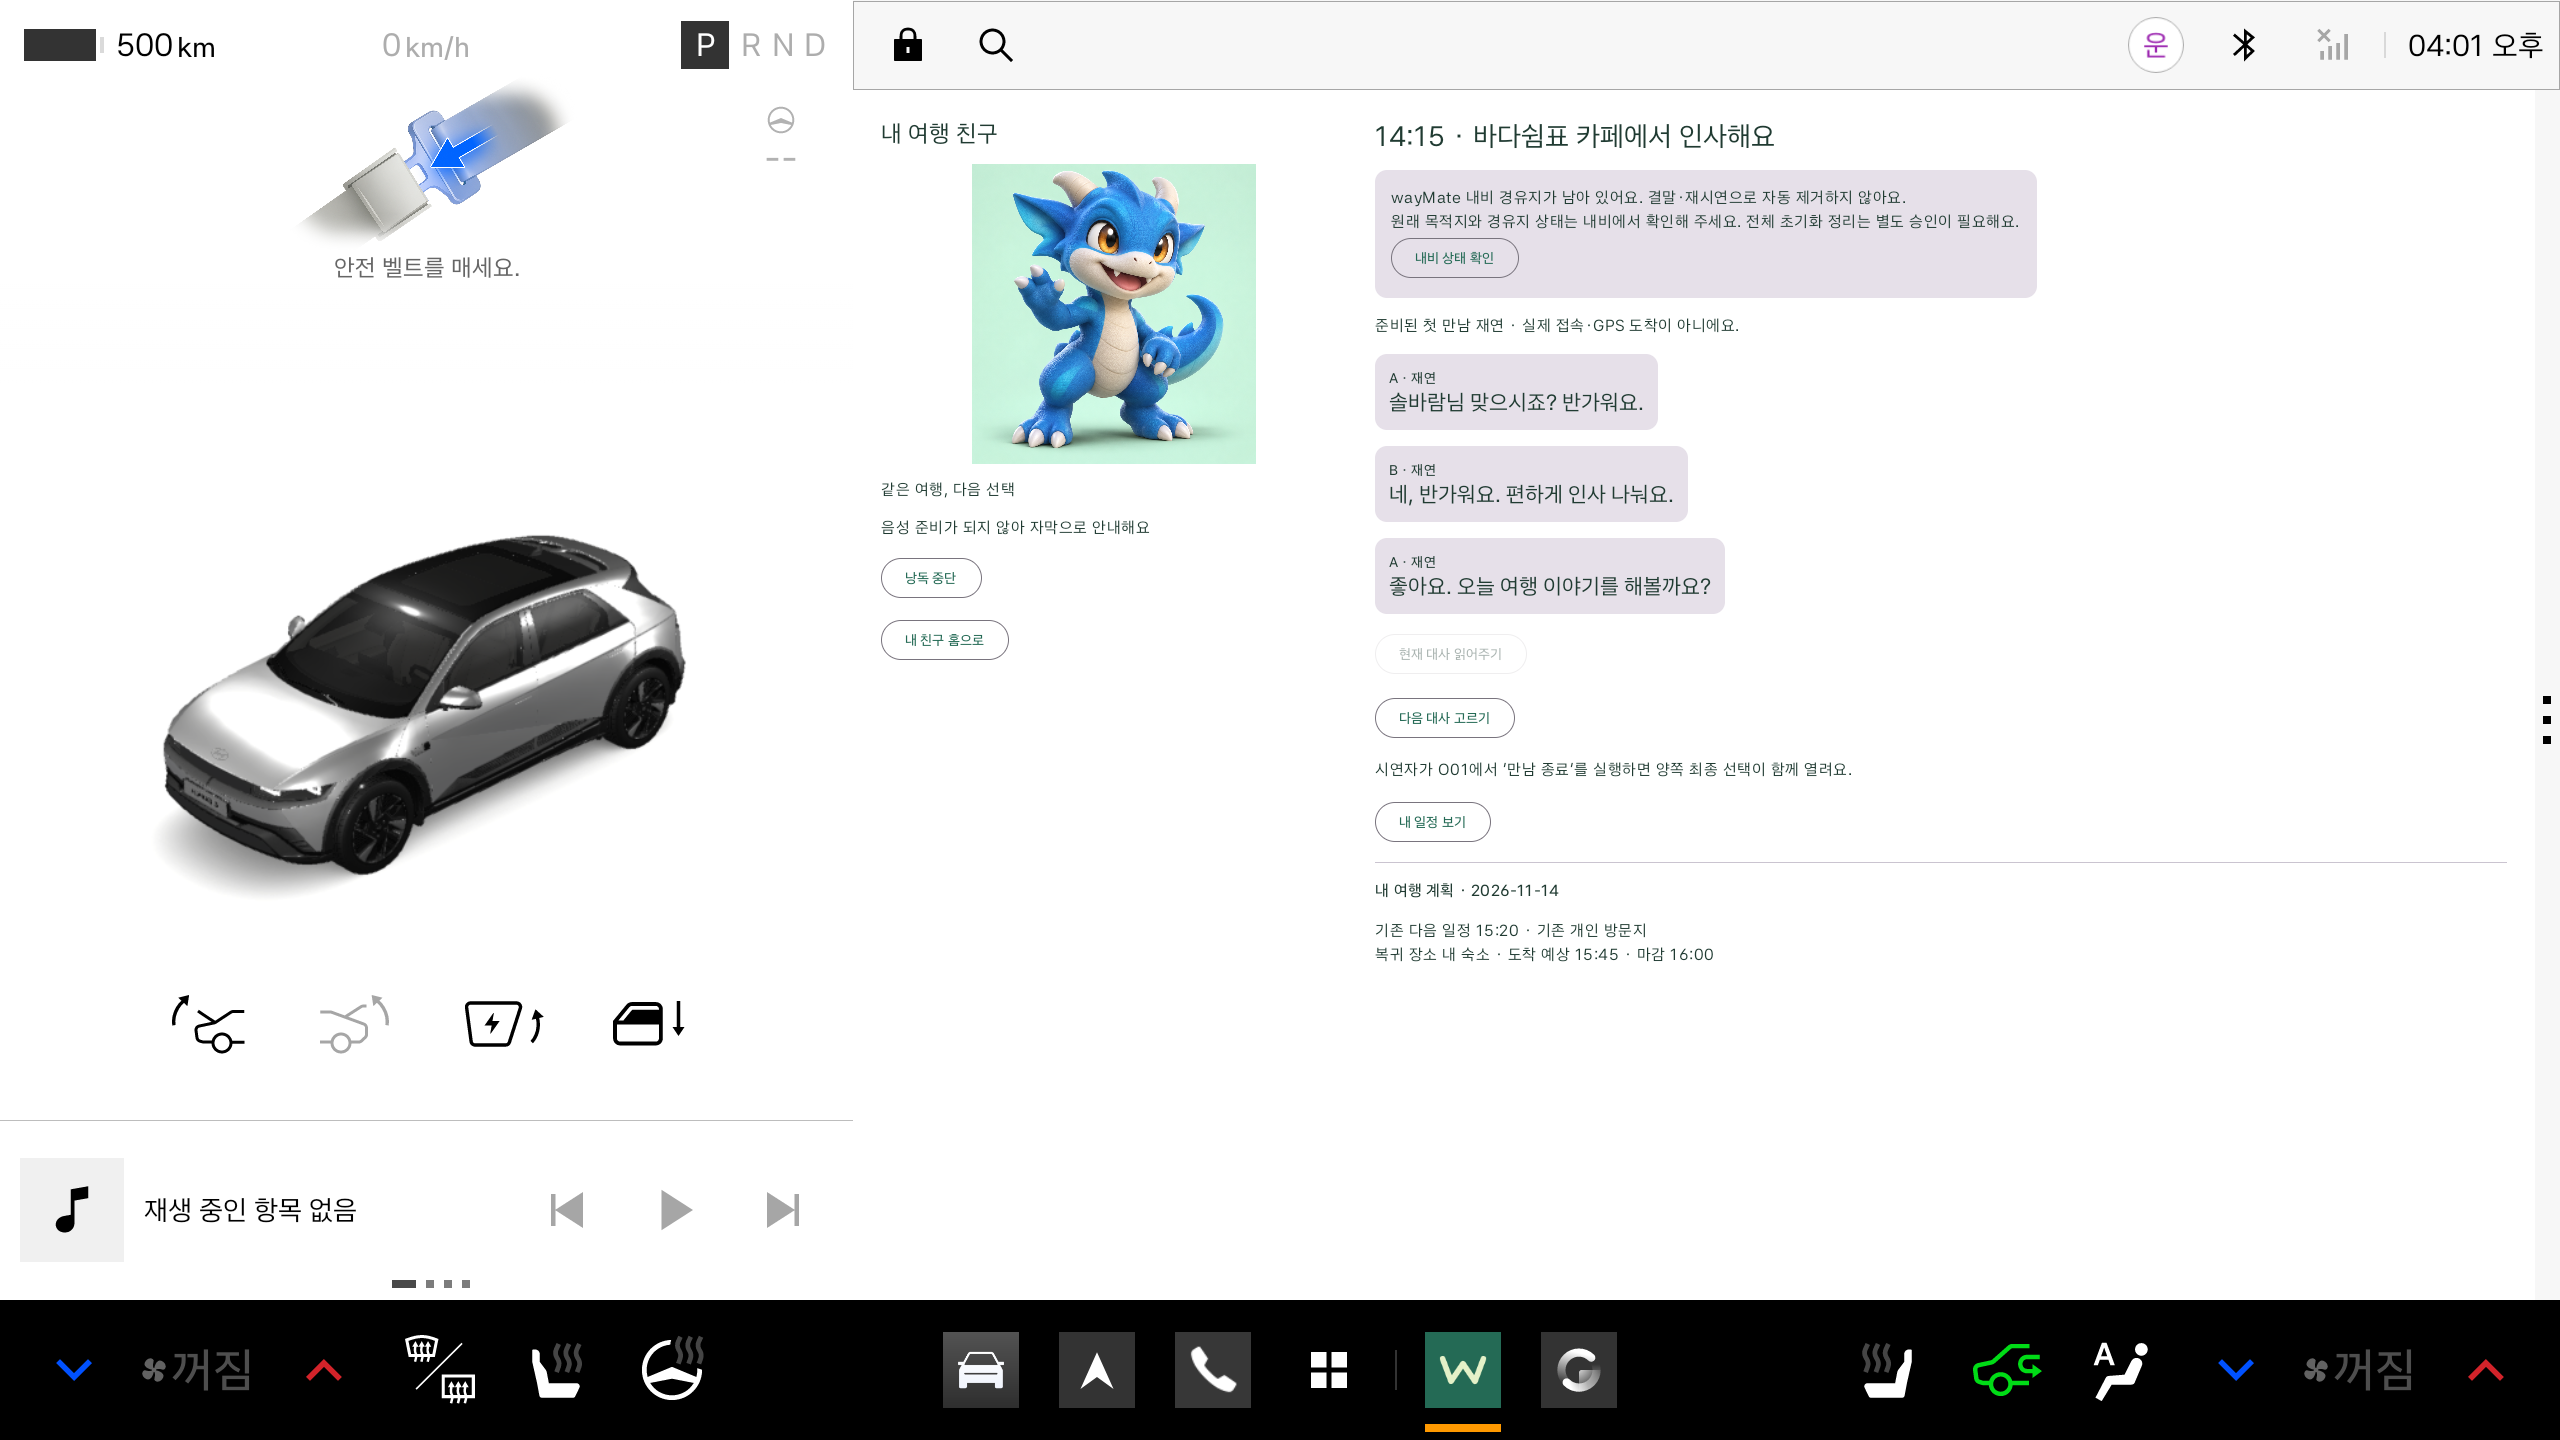 500 km
0 km/h
P R N D
운
04:01 오후
안전 벨트를 매세요.
재생 중인 항목 없음
내 여행 친구
같은 여행, 다음 선택
음성 준비가 되지 않아 자막으로 안내해요
낭독 중단
내 친구 홈으로
14:15 · 바다쉼표 카페에서 인사해요
wayMate 내비 경유지가 남아 있어요. 결말·재시연으로 자동 제거하지 않아요.
원래 목적지와 경유지 상태는 내비에서 확인해 주세요. 전체 초기화 정리는 별도 승인이 필요해요.
내비 상태 확인
준비된 첫 만남 재연 · 실제 접속·GPS 도착이 아니에요.
A · 재연
솔바람님 맞으시죠? 반가워요.
B · 재연
네, 반가워요. 편하게 인사 나눠요.
A · 재연
좋아요. 오늘 여행 이야기를 해볼까요?
현재 대사 읽어주기
다음 대사 고르기
시연자가 O01에서 ‘만남 종료’를 실행하면 양쪽 최종 선택이 함께 열려요.
내 일정 보기
내 여행 계획 · 2026-11-14
기존 다음 일정 15:20 · 기존 개인 방문지
복귀 장소 내 숙소 · 도착 예상 15:45 · 마감 16:00
꺼짐
W
G
A
꺼짐